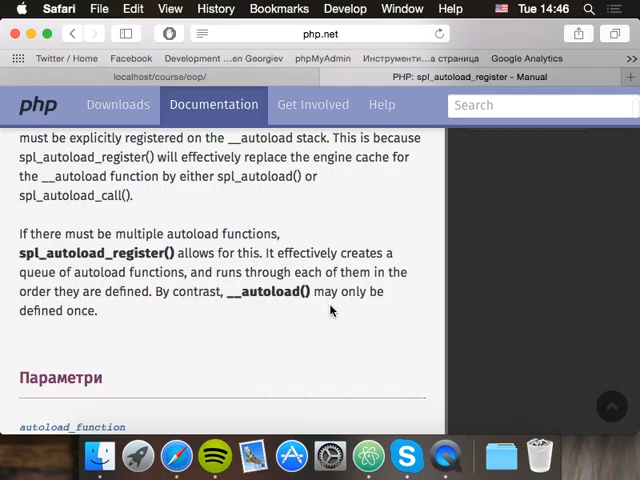 Safari File Edit View History Bookmarks Develop Window Help Tue 14:46
php.net
Twitter / Home Facebook Development ...en Georgiev phpMyAdmin Инструменти...а страница Google Analytics
localhost/course/oop/ PHP: spl_autoload_register - Manual
php Downloads Documentation Get Involved Help Search
must be explicitly registered on the __autoload stack. This is because
spl_autoload_register() will effectively replace the engine cache for
the __autoload function by either spl_autoload() or
spl_autoload_call().
If there must be multiple autoload functions,
spl_autoload_register() allows for this. It effectively creates a
queue of autoload functions, and runs through each of them in the
order they are defined. By contrast, __autoload() may only be
defined once.
Параметри
autoload_function